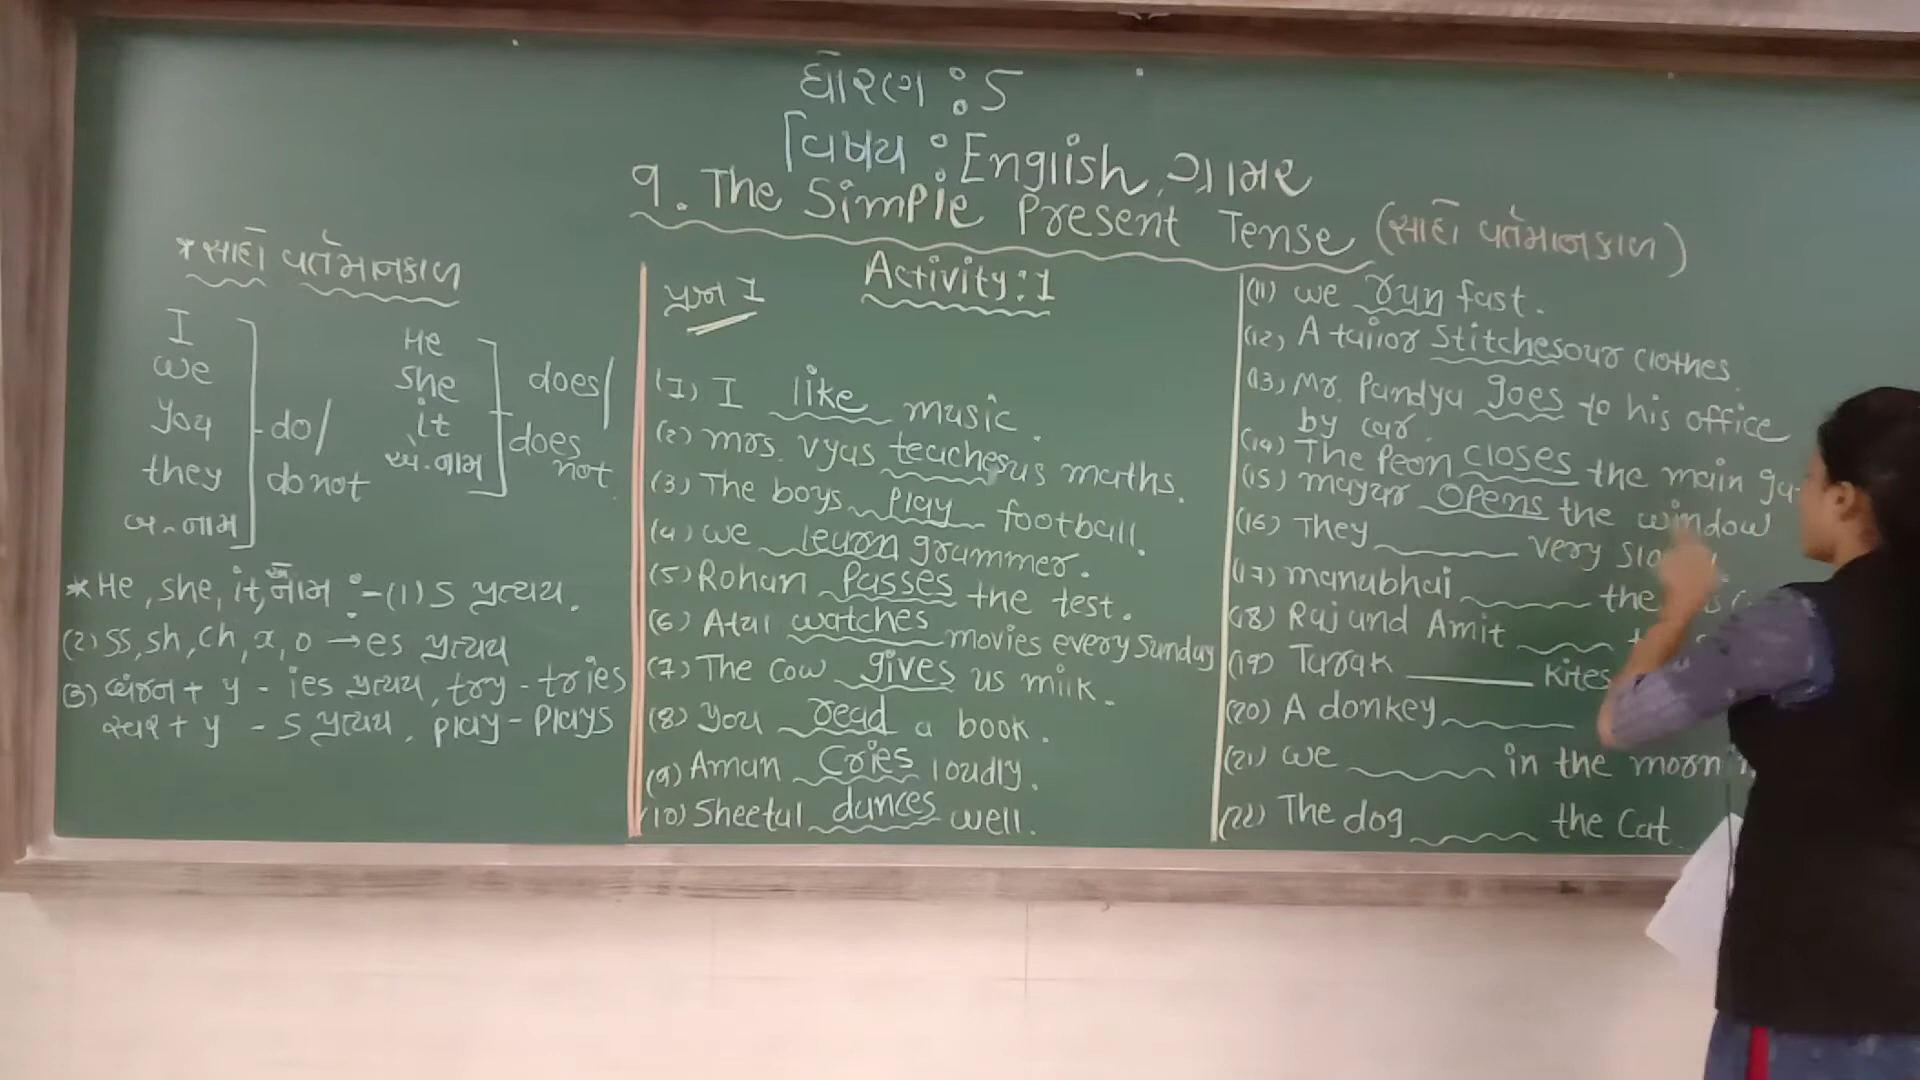 ધોરણ : 5
વિષય : English ગ્રામર
9. The Simple Present Tense (સાદો વર્તમાનકાળ)
* સાદો વર્તમાનકાળ
I
we
you
they
બ.નામ
do/
do not
He
she
it
એ.નામ
does/
does not
* He, she, it, એ નામ :- (1) s પ્રત્યય.
(2) ss, sh, ch, x, o → es પ્રત્યય
(3) વ્યંજન + y - ies પ્રત્યય, try - tries
સ્વર + y - s પ્રત્યય, play - plays
પ્રશ્ન 1
Activity : 1
(1) I like music.
(2) mrs. vyas teaches us maths.
(3) The boys play football.
(4) we learn grammer.
(5) Rohan passes the test.
(6) Atul watches movies every Sunday
(7) The cow gives us milk.
(8) you read a book.
(9) Aman cries loudly.
(10) Sheetal dances well.
(11) we run fast.
(12) A tailor stitches our clothes.
(13) Mr. Pandya goes to his office
by car.
(14) The Peon closes the main
(15) mayur opens the window
(16) They ______ very
(17) manubhai ______ the
(18) Raj and Amit ______
(19) Tarak ______ kites
(20) A donkey ______
(21) we ______ in the
(22) The dog ______ the cat